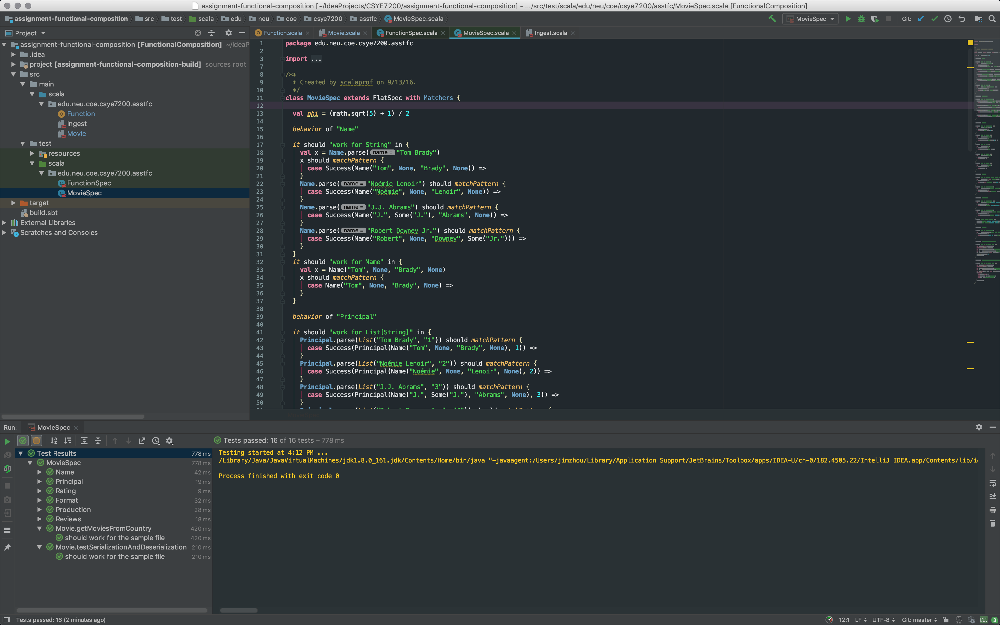 assignment-functional-composition [~/IdeaProjects/CSYE7200/assignment-functional-composition] - .../src/test/scala/edu/neu/coe/csye7200/asstfc/MovieSpec.scala [FunctionalComposition]
assignment-functional-composition src test scala edu neu coe csye7200 asstfc MovieSpec.scala MovieSpec Git:
Project
Function.scala Movie.scala FunctionSpec.scala MovieSpec.scala Ingest.scala
assignment-functional-composition [FunctionalComposition] ~/IdeaP
.idea
project [assignment-functional-composition-build] sources root
src
main
scala
edu.neu.coe.csye7200.asstfc
Function
Ingest
Movie
test
resources
scala
edu.neu.coe.csye7200.asstfc
FunctionSpec
MovieSpec
target
build.sbt
External Libraries
Scratches and Consoles
1 package edu.neu.coe.csye7200.asstfc
2
3 import ...
7
8 /**
9 * Created by scalaprof on 9/13/16.
10 */
11 class MovieSpec extends FlatSpec with Matchers {
12
13 val phi = (math.sqrt(5) + 1) / 2
14
15 behavior of "Name"
16
17 it should "work for String" in {
18 val x = Name.parse( name = "Tom Brady")
19 x should matchPattern {
20 case Success(Name("Tom", None, "Brady", None)) =>
21 }
22 Name.parse( name = "Noémie Lenoir") should matchPattern {
23 case Success(Name("Noémie", None, "Lenoir", None)) =>
24 }
25 Name.parse( name = "J.J. Abrams") should matchPattern {
26 case Success(Name("J.", Some("J."), "Abrams", None)) =>
27 }
28 Name.parse( name = "Robert Downey Jr.") should matchPattern {
29 case Success(Name("Robert", None, "Downey", Some("Jr."))) =>
30 }
31 }
32 it should "work for Name" in {
33 val x = Name("Tom", None, "Brady", None)
34 x should matchPattern {
35 case Name("Tom", None, "Brady", None) =>
36 }
37 }
38
39 behavior of "Principal"
40
41 it should "work for List[String]" in {
42 Principal.parse(List("Tom Brady", "1")) should matchPattern {
43 case Success(Principal(Name("Tom", None, "Brady", None), 1)) =>
44 }
45 Principal.parse(List("Noémie Lenoir", "2")) should matchPattern {
46 case Success(Principal(Name("Noémie", None, "Lenoir", None), 2)) =>
47 }
48 Principal.parse(List("J.J. Abrams", "3")) should matchPattern {
49 case Success(Principal(Name("J.", Some("J."), "Abrams", None), 3)) =>
50 }
Run: MovieSpec
Tests passed: 16 of 16 tests – 778 ms
Test Results 778 ms
MovieSpec 778 ms
Name 42 ms
Principal 19 ms
Rating 9 ms
Format 32 ms
Production 28 ms
Reviews 18 ms
Movie.getMoviesFromCountry 420 ms
should work for the sample file 420 ms
Movie.testSerializationAndDeserialization 210 ms
should work for the sample file 210 ms
Testing started at 4:12 PM ...
/Library/Java/JavaVirtualMachines/jdk1.8.0_161.jdk/Contents/Home/bin/java "-javaagent:/Users/jimzhou/Library/Application Support/JetBrains/Toolbox/apps/IDEA-U/ch-0/182.4505.22/IntelliJ IDEA.app/Contents/lib/i
Process finished with exit code 0
Tests passed: 16 (2 minutes ago)
12:1 LF UTF-8 Git: master [T] 3